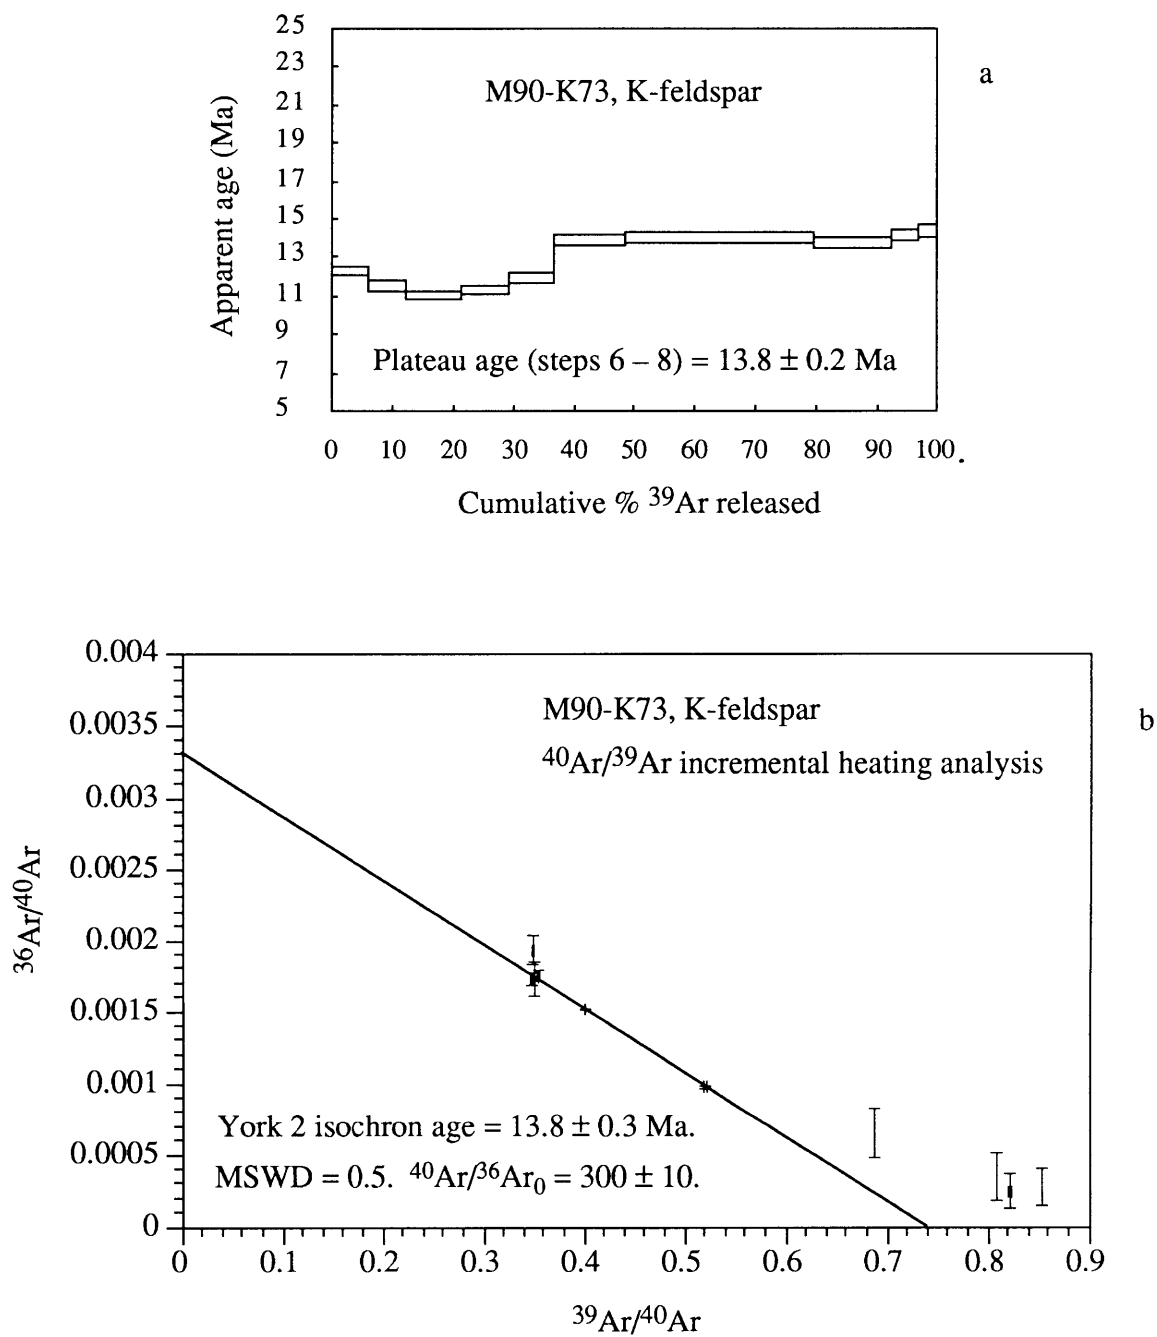 25
23
21
19
17
15
13
11
9
7
5
Apparent age (Ma)
M90-K73, K-feldspar
a
Plateau age (steps 6 – 8) = 13.8 ± 0.2 Ma
0 10 20 30 40 50 60 70 80 90 100.
Cumulative % ³⁹Ar released
0.004
0.0035
0.003
0.0025
0.002
0.0015
0.001
0.0005
0
³⁶Ar/⁴⁰Ar
M90-K73, K-feldspar
b
⁴⁰Ar/³⁹Ar incremental heating analysis
York 2 isochron age = 13.8 ± 0.3 Ma.
MSWD = 0.5. ⁴⁰Ar/³⁶Ar₀ = 300 ± 10.
0 0.1 0.2 0.3 0.4 0.5 0.6 0.7 0.8 0.9
³⁹Ar/⁴⁰Ar